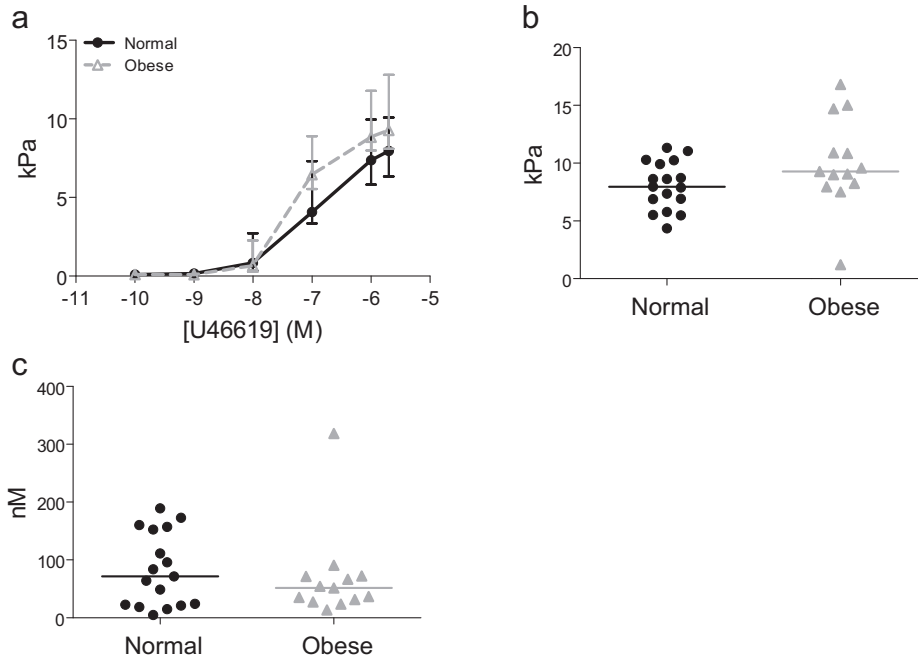 a
15
10
5
0
kPa
Normal
Obese
-11 -10 -9 -8 -7 -6 -5
[U46619] (M)
b
20
15
10
5
0
kPa
Normal Obese
c
400
300
200
100
0
nM
Normal Obese